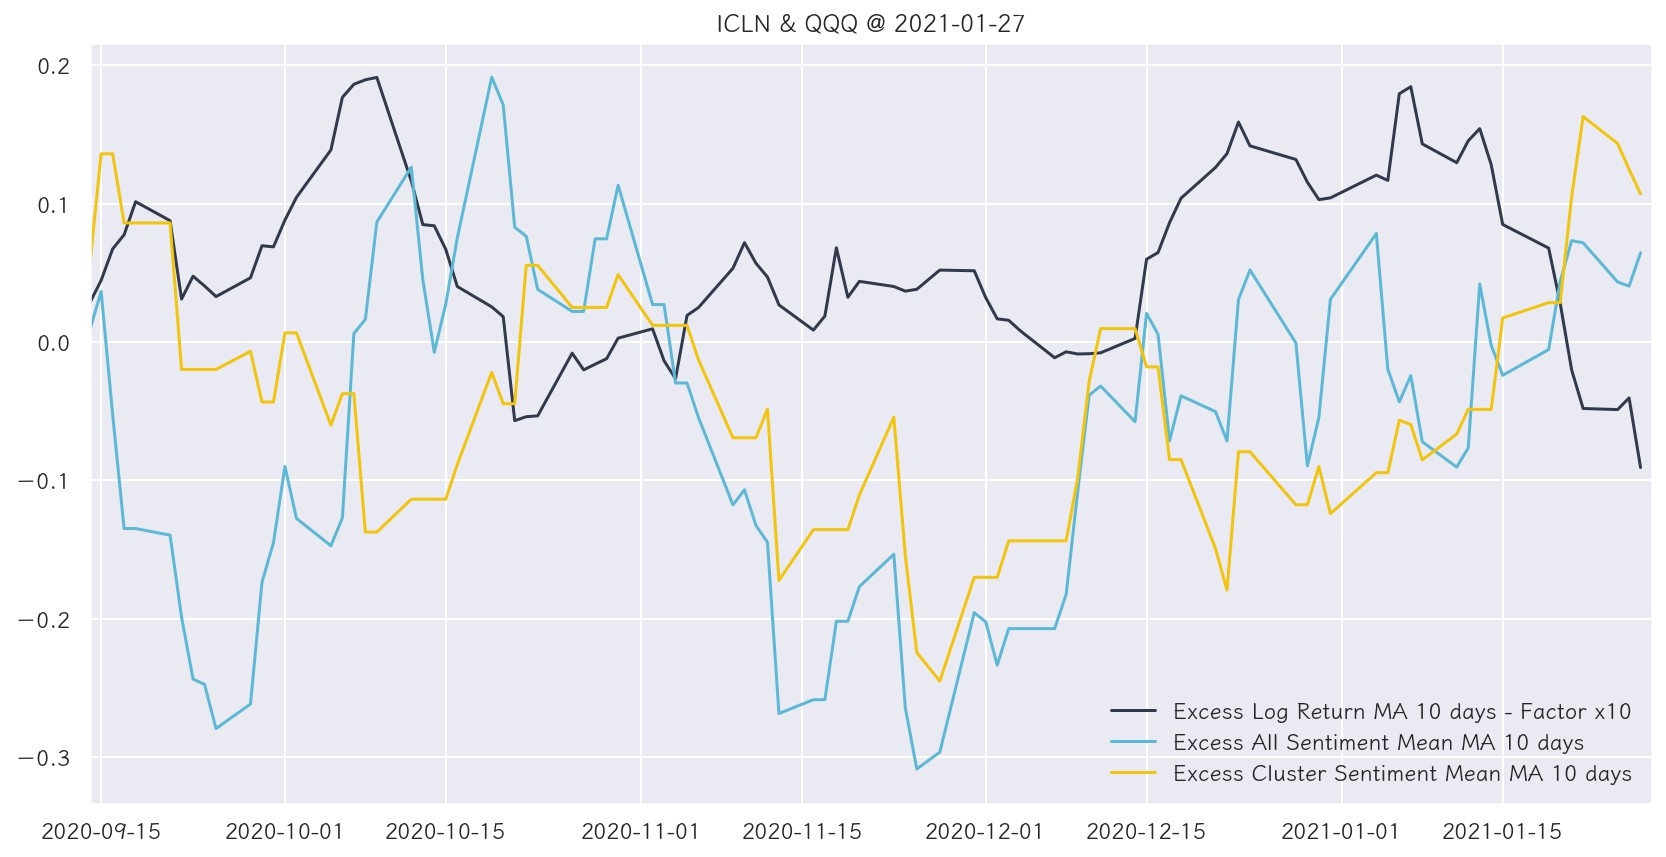 ICLN & QQQ @ 2021-01-27
0.2
0.1
0.0
−0.1
−0.2
−0.3
Excess Log Return MA 10 days - Factor x10
Excess All Sentiment Mean MA 10 days
Excess Cluster Sentiment Mean MA 10 days
2020-09-15 2020-10-01 2020-10-15 2020-11-01 2020-11-15 2020-12-01 2020-12-15 2021-01-01 2021-01-15